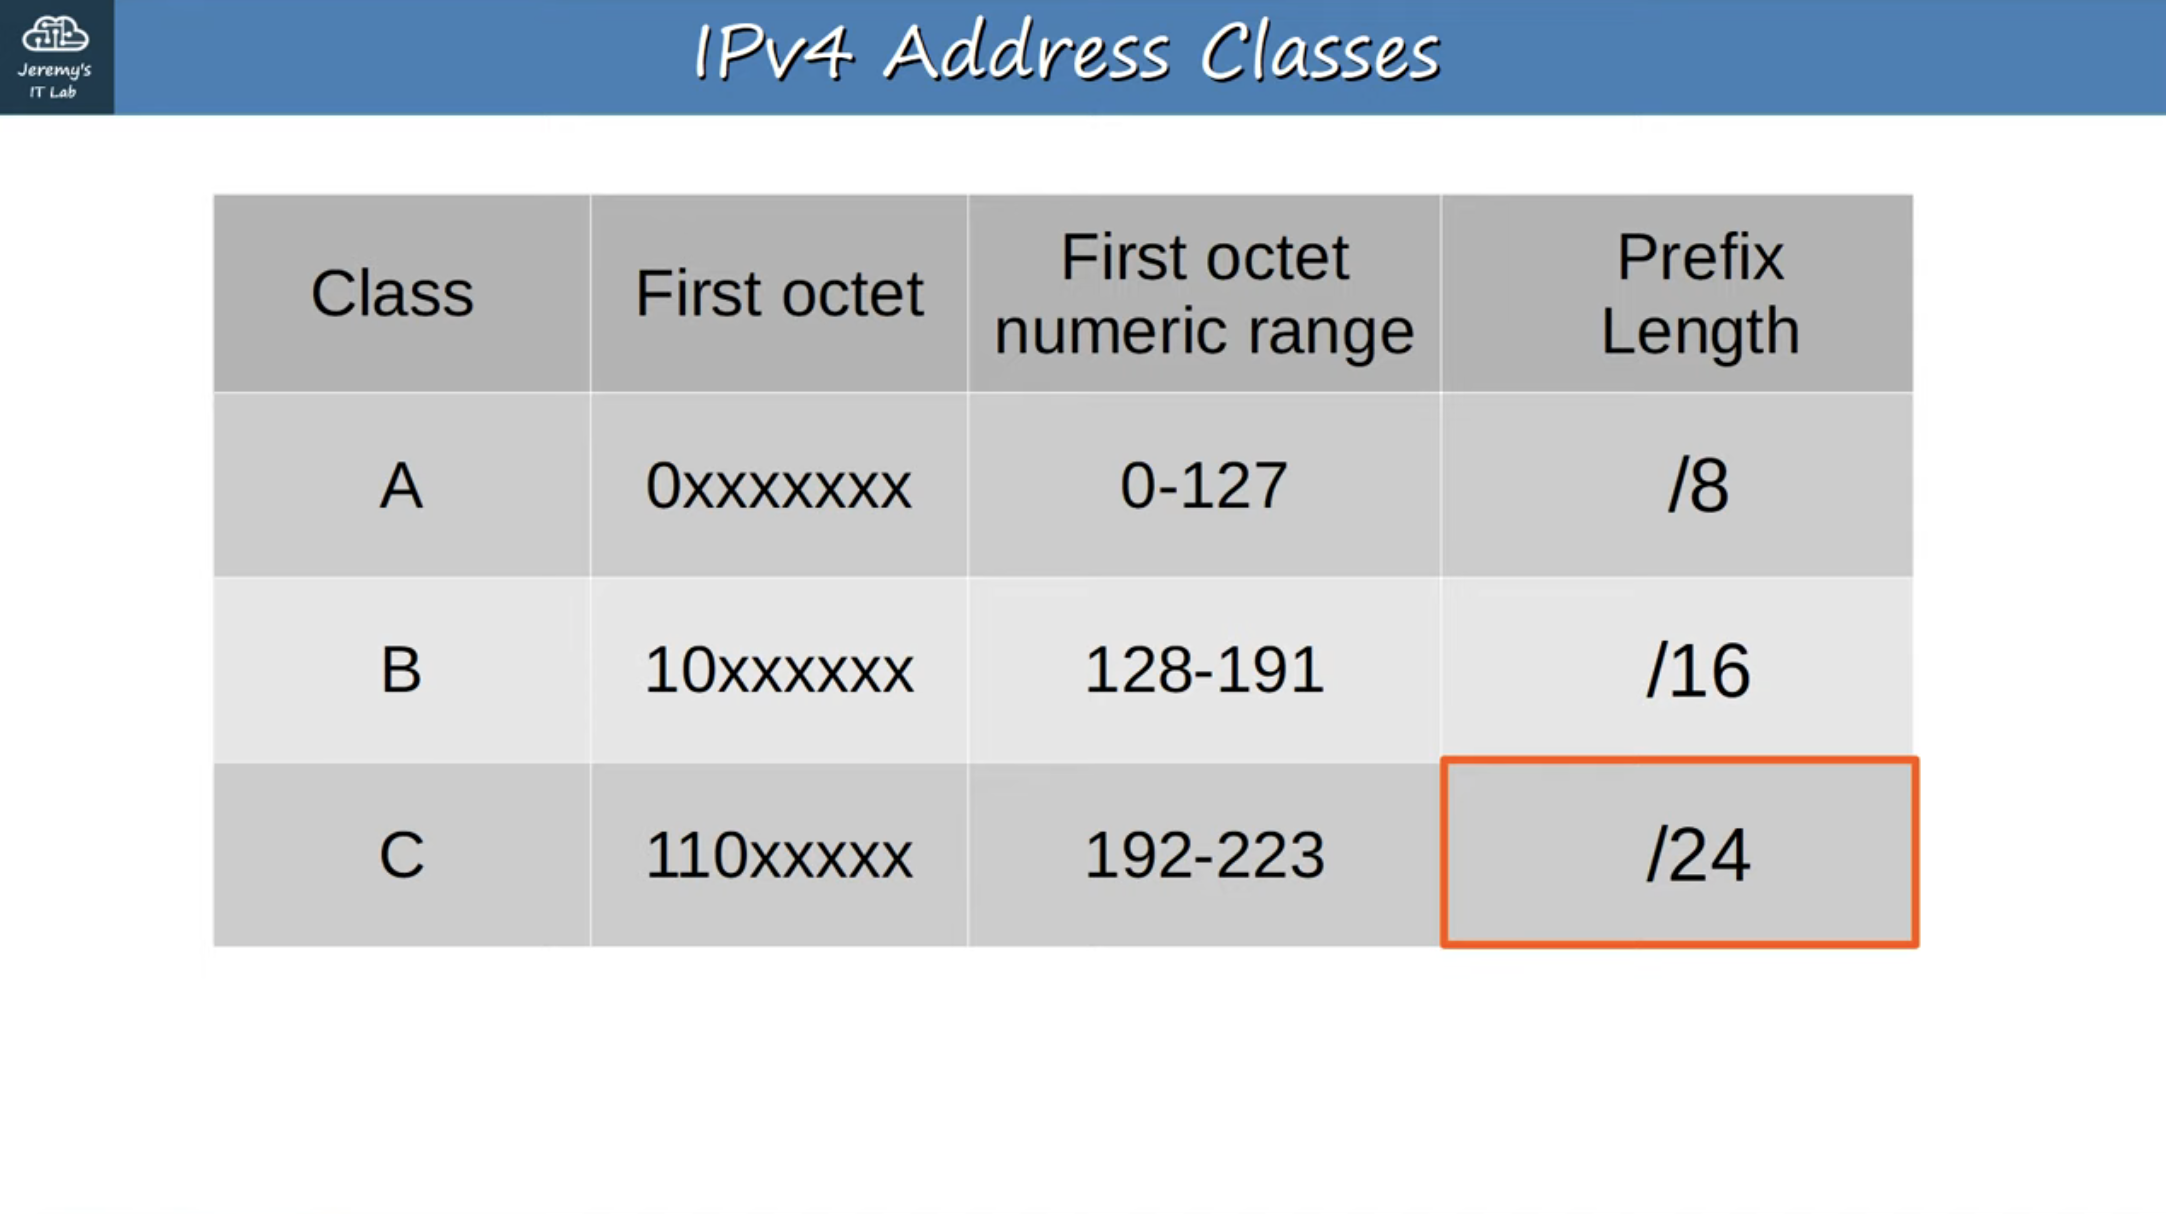 Jeremy's
IT Lab
IPv4 Address Classes
Class First octet First octet numeric range Prefix Length
A 0xxxxxxx 0-127 /8
B 10xxxxxx 128-191 /16
C 110xxxxx 192-223 /24